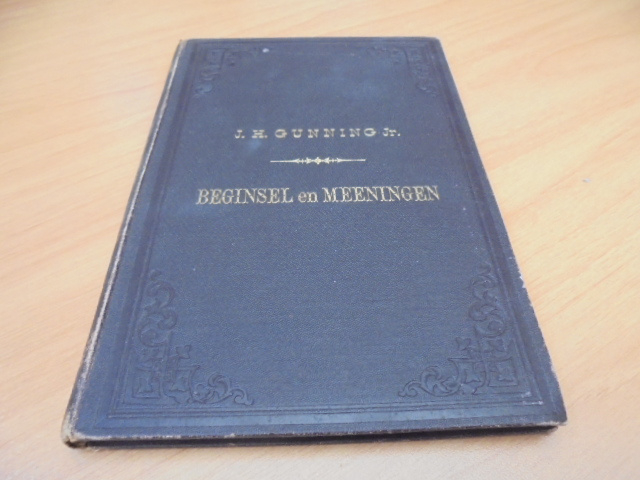 J. H. GUNNING Jr.
BEGINSEL en MEENINGEN